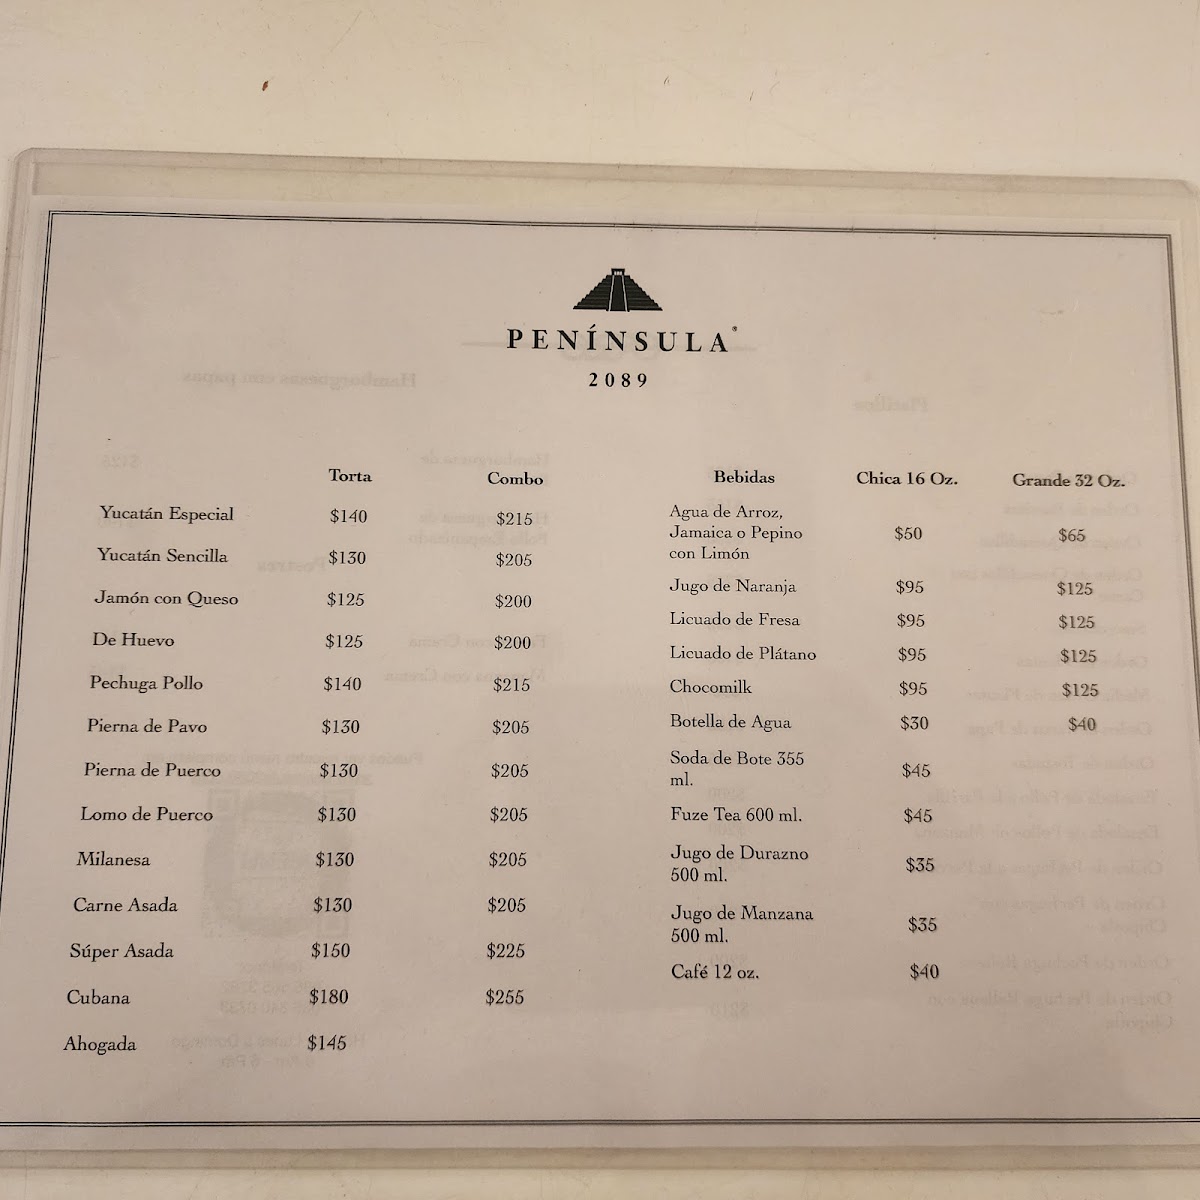 PENÍNSULA®
2089
Torta Combo
Yucatán Especial $140 $215
Yucatán Sencilla $130 $205
Jamón con Queso $125 $200
De Huevo $125 $200
Pechuga Pollo $140 $215
Pierna de Pavo $130 $205
Pierna de Puerco $130 $205
Lomo de Puerco $130 $205
Milanesa $130 $205
Carne Asada $130 $205
Súper Asada $150 $225
Cubana $180 $255
Ahogada $145
Bebidas Chica 16 Oz. Grande 32 Oz.
Agua de Arroz,
Jamaica o Pepino $50 $65
con Limón
Jugo de Naranja $95 $125
Licuado de Fresa $95 $125
Licuado de Plátano $95 $125
Chocomilk $95 $125
Botella de Agua $30 $40
Soda de Bote 355
ml. $45
Fuze Tea 600 ml. $45
Jugo de Durazno
500 ml. $35
Jugo de Manzana
500 ml. $35
Café 12 oz. $40